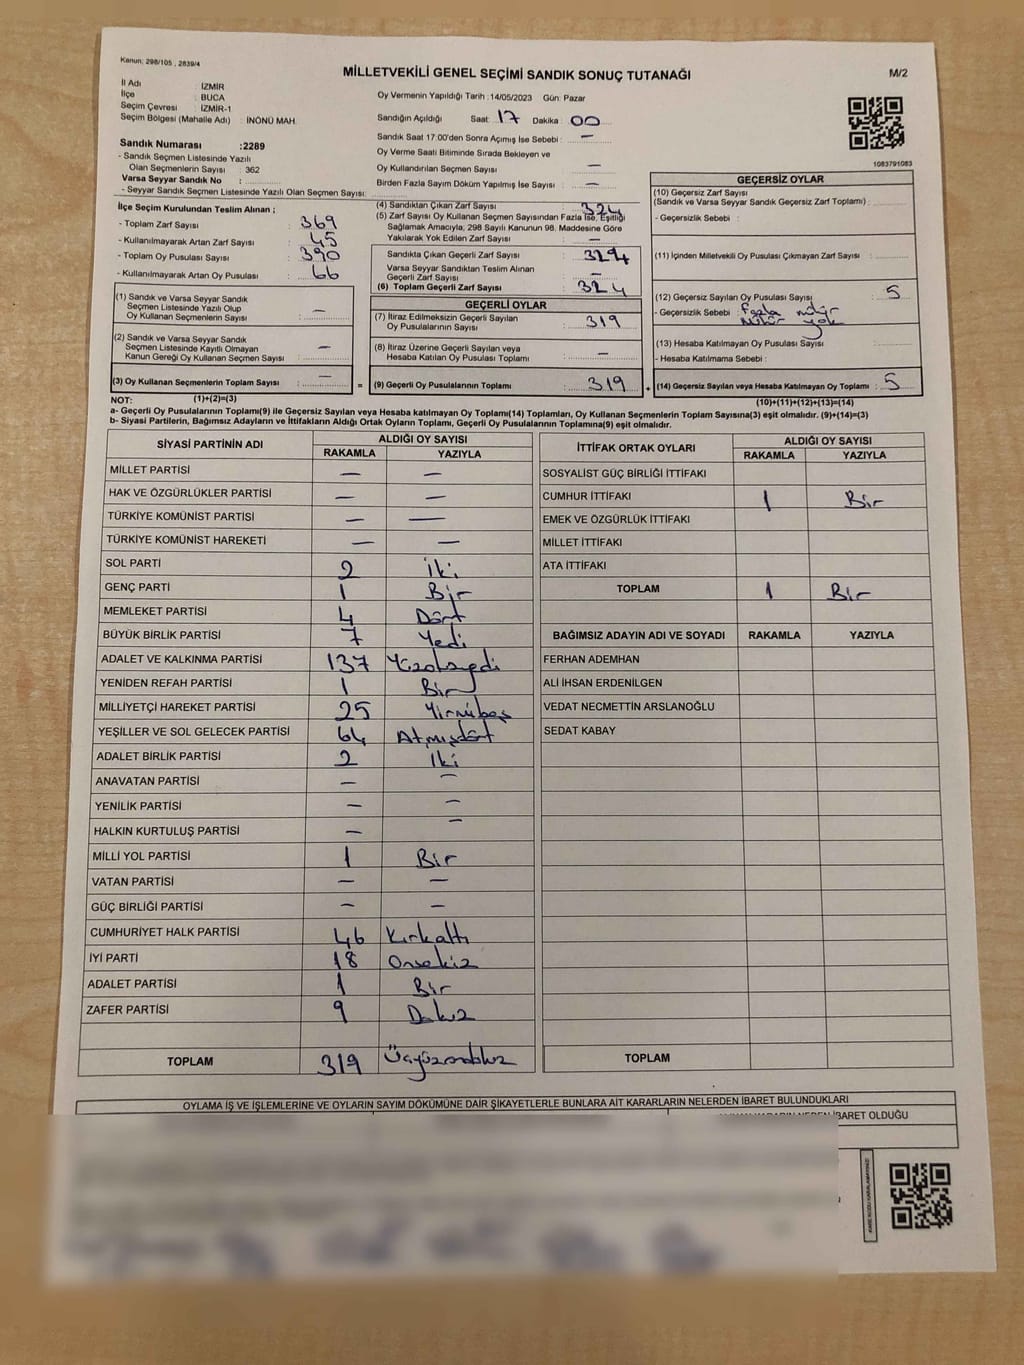 Kanun: 298/105 , 2839/4
MİLLETVEKİLİ GENEL SEÇİMİ SANDIK SONUÇ TUTANAĞI
M/2
İl Adı : İZMİR
İlçe : BUCA
Seçim Çevresi : İZMİR-1
Seçim Bölgesi (Mahalle Adı) : İNÖNÜ MAH.
Sandık Numarası :2289
- Sandık Seçmen Listesinde Yazılı
Olan Seçmenlerin Sayısı : 362
Varsa Seyyar Sandık No :
- Seyyar Sandık Seçmen Listesinde Yazılı Olan Seçmen Sayısı:
Oy Vermenin Yapıldığı Tarih :14/05/2023 Gün: Pazar
Sandığın Açıldığı Saat: 17 Dakika: 00
Sandık Saat 17:00'den Sonra Açılmış İse Sebebi : —
Oy Verme Saati Bitiminde Sırada Bekleyen ve
Oy Kullandırılan Seçmen Sayısı : —
Birden Fazla Sayım Döküm Yapılmış İse Sayısı : —
1083791083
İlçe Seçim Kurulundan Teslim Alınan ;
- Toplam Zarf Sayısı : 369
- Kullanılmayarak Artan Zarf Sayısı : 45
- Toplam Oy Pusulası Sayısı : 390
- Kullanılmayarak Artan Oy Pusulası : 66
(1) Sandık ve Varsa Seyyar Sandık
Seçmen Listesinde Yazılı Olup
Oy Kullanan Seçmenlerin Sayısı : —
(2) Sandık ve Varsa Seyyar Sandık
Seçmen Listesinde Kayıtlı Olmayan
Kanun Gereği Oy Kullanan Seçmen Sayısı : —
(3) Oy Kullanan Seçmenlerin Toplam Sayısı : — =
(1)+(2)=(3)
(4) Sandıktan Çıkan Zarf Sayısı : 324
(5) Zarf Sayısı Oy Kullanan Seçmen Sayısından Fazla İse, Eşitliği
Sağlamak Amacıyla, 298 Sayılı Kanunun 98. Maddesine Göre
Yakılarak Yok Edilen Zarf Sayısı : —
Sandıkta Çıkan Geçerli Zarf Sayısı : 324
Varsa Seyyar Sandıktan Teslim Alınan
Geçerli Zarf Sayısı : —
(6) Toplam Geçerli Zarf Sayısı : 324
GEÇERLİ OYLAR
(7) İtiraz Edilmeksizin Geçerli Sayılan
Oy Pusulalarının Sayısı : 319
(8) İtiraz Üzerine Geçerli Sayılan veya
Hesaba Katılan Oy Pusulası Toplamı : —
(9) Geçerli Oy Pusulalarının Toplamı : 319 +
GEÇERSİZ OYLAR
(10) Geçersiz Zarf Sayısı
(Sandık ve Varsa Seyyar Sandık Geçersiz Zarf Toplamı) :
- Geçersizlik Sebebi :
(11) İçinden Milletvekili Oy Pusulası Çıkmayan Zarf Sayısı :
(12) Geçersiz Sayılan Oy Pusulası Sayısı : 5
- Geçersizlik Sebebi : Fazla mühür
Mühür yok
(13) Hesaba Katılmayan Oy Pusulası Sayısı :
- Hesaba Katılmama Sebebi :
(14) Geçersiz Sayılan veya Hesaba Katılmayan Oy Toplamı : 5
(10)+(11)+(12)+(13)=(14)
NOT:
a- Geçerli Oy Pusulalarının Toplamı(9) ile Geçersiz Sayılan veya Hesaba katılmayan Oy Toplamı(14) Toplamları, Oy Kullanan Seçmenlerin Toplam Sayısına(3) eşit olmalıdır. (9)+(14)=(3)
b- Siyasi Partilerin, Bağımsız Adayların ve İttifakların Aldığı Ortak Oyların Toplamı, Geçerli Oy Pusulalarının Toplamına(9) eşit olmalıdır.
SİYASİ PARTİNİN ADI ALDIĞI OY SAYISI
RAKAMLA YAZIYLA
MİLLET PARTİSİ — —
HAK VE ÖZGÜRLÜKLER PARTİSİ — —
TÜRKİYE KOMÜNİST PARTİSİ — —
TÜRKİYE KOMÜNİST HAREKETİ — —
SOL PARTİ 2 İki
GENÇ PARTİ 1 Bir
MEMLEKET PARTİSİ 4 Dört
BÜYÜK BİRLİK PARTİSİ 7 Yedi
ADALET VE KALKINMA PARTİSİ 137
YENİDEN REFAH PARTİSİ 1 Bir
MİLLİYETÇİ HAREKET PARTİSİ 25 Yirmibeş
YEŞİLLER VE SOL GELECEK PARTİSİ 64 Atmışdört
ADALET BİRLİK PARTİSİ 2 İki
ANAVATAN PARTİSİ — —
YENİLİK PARTİSİ — —
HALKIN KURTULUŞ PARTİSİ — —
MİLLİ YOL PARTİSİ 1 Bir
VATAN PARTİSİ — —
GÜÇ BİRLİĞİ PARTİSİ — —
CUMHURİYET HALK PARTİSİ 46 Kırkaltı
İYİ PARTİ 18 Onsekiz
ADALET PARTİSİ 1 Bir
ZAFER PARTİSİ 9 Dokuz
TOPLAM 319 Üçyüzondokuz
İTTİFAK ORTAK OYLARI ALDIĞI OY SAYISI
RAKAMLA YAZIYLA
SOSYALİST GÜÇ BİRLİĞİ İTTİFAKI
CUMHUR İTTİFAKI 1 Bir
EMEK VE ÖZGÜRLÜK İTTİFAKI
MİLLET İTTİFAKI
ATA İTTİFAKI
TOPLAM 1 Bir
BAĞIMSIZ ADAYIN ADI VE SOYADI RAKAMLA YAZIYLA
FERHAN ADEMHAN
ALİ İHSAN ERDENİLGEN
VEDAT NECMETTİN ARSLANOĞLU
SEDAT KABAY
TOPLAM
OYLAMA İŞ VE İŞLEMLERİNE VE OYLARIN SAYIM DÖKÜMÜNE DAİR ŞİKAYETLERLE BUNLARA AİT KARARLARIN NELERDEN İBARET BULUNDUKLARI
İBARET OLDUĞU